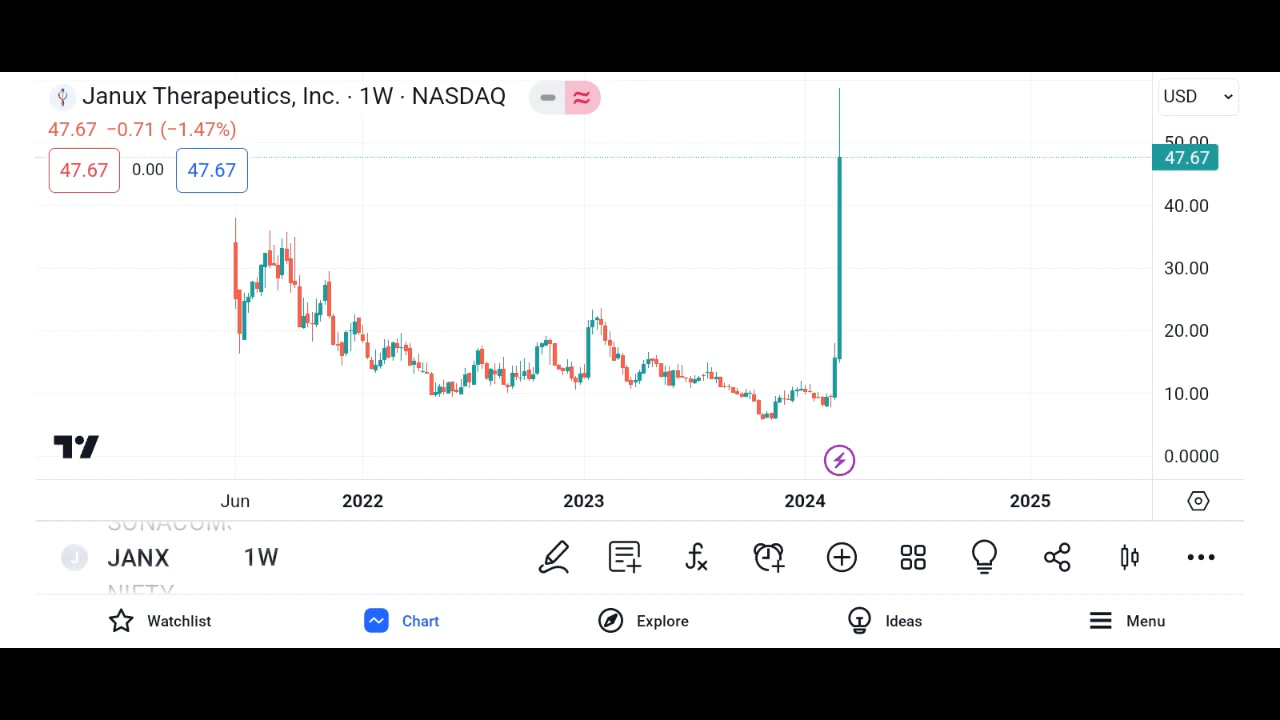 Janux Therapeutics, Inc. · 1W · NASDAQ
USD
47.67 −0.71 (−1.47%)
47.67 0.00 47.67
50.00
47.67
40.00
30.00
20.00
10.00
0.0000
Jun 2022 2023 2024 2025
SONACOMS
J JANX 1W
NIFTY
Watchlist Chart Explore Ideas Menu